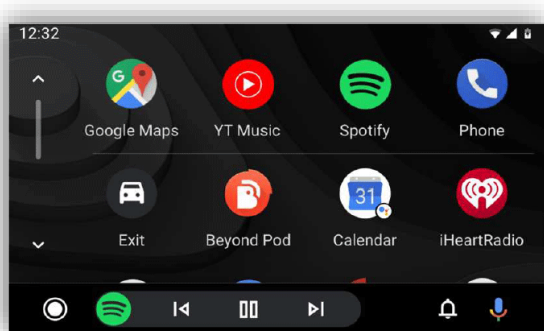 12:32
Google Maps
YT Music
Spotify
Phone
31
Exit
Beyond Pod
Calendar
iHeartRadio